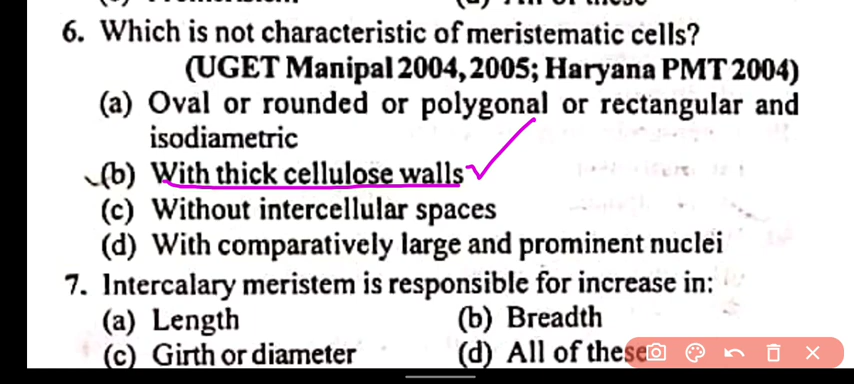 6. Which is not characteristic of meristematic cells?
(UGET Manipal 2004, 2005; Haryana PMT 2004)
(a) Oval or rounded or polygonal or rectangular and
isodiametric
(b) With thick cellulose walls
(c) Without intercellular spaces
(d) With comparatively large and prominent nuclei
7. Intercalary meristem is responsible for increase in:
(a) Length (b) Breadth
(c) Girth or diameter (d) All of these